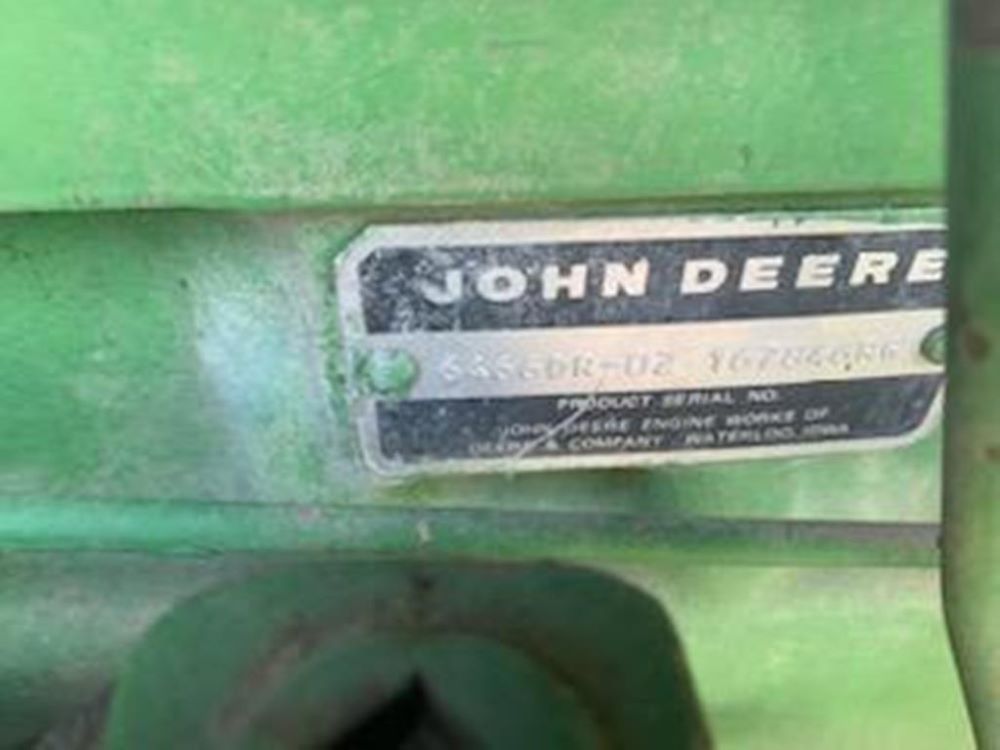 JOHN DEERE
PRODUCT SERIAL NO.
JOHN DEERE ENGINE WORKS OF
DEERE & COMPANY WATERLOO, IOWA